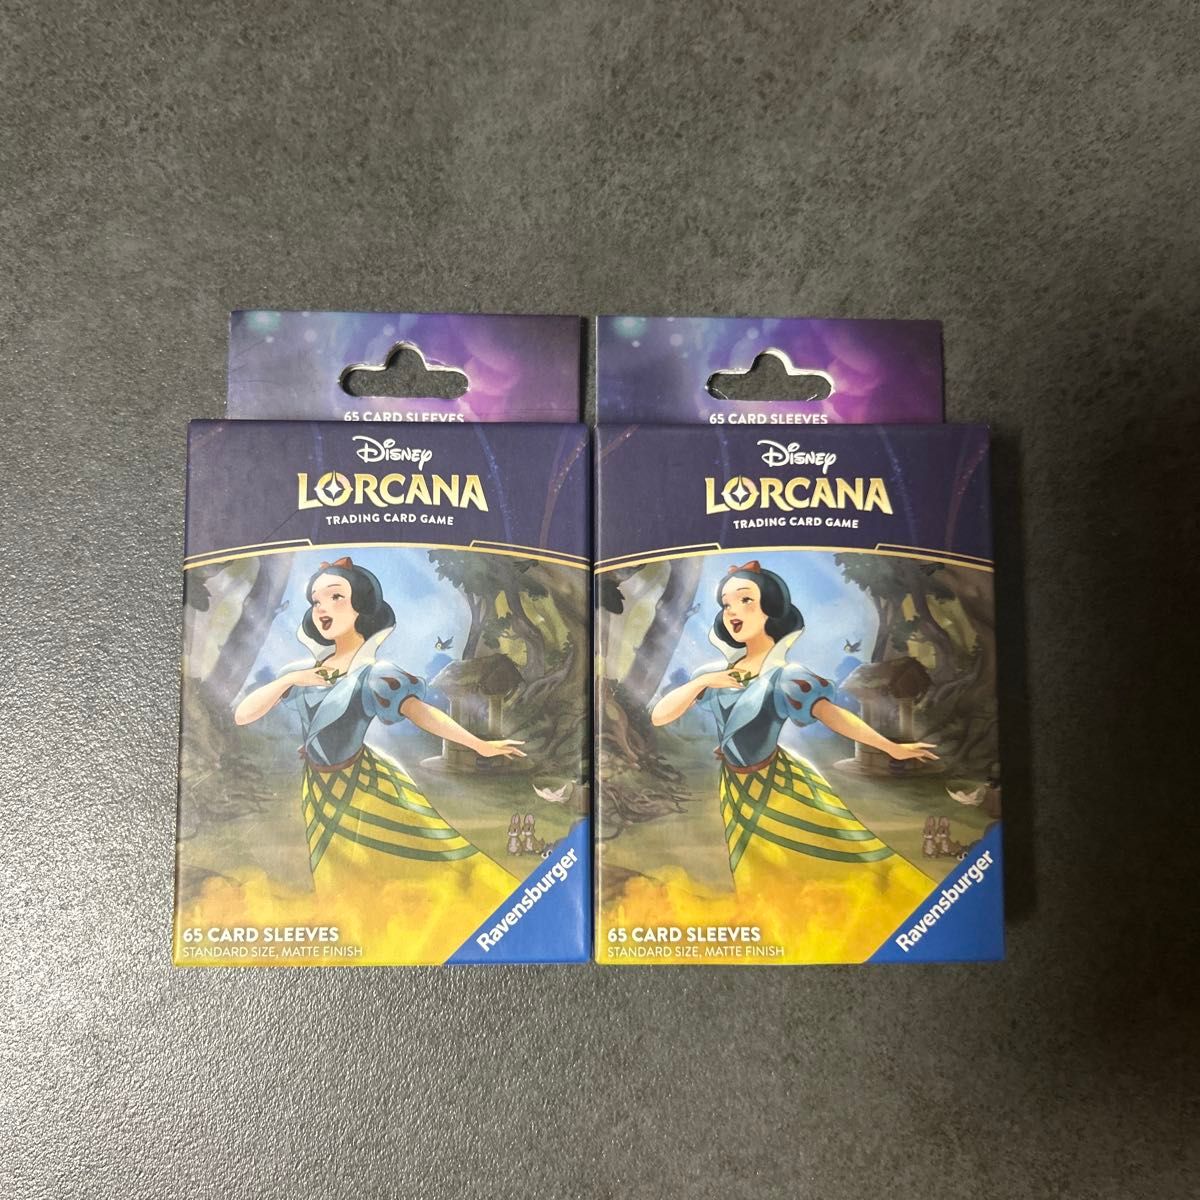 65 CARD SLEEVES
Disney
LORCANA
TRADING CARD GAME
65 CARD SLEEVES
STANDARD SIZE, MATTE FINISH
Ravensburger
65 CARD SLEEVES
Disney
LORCANA
TRADING CARD GAME
65 CARD SLEEVES
STANDARD SIZE, MATTE FINISH
Ravensburger